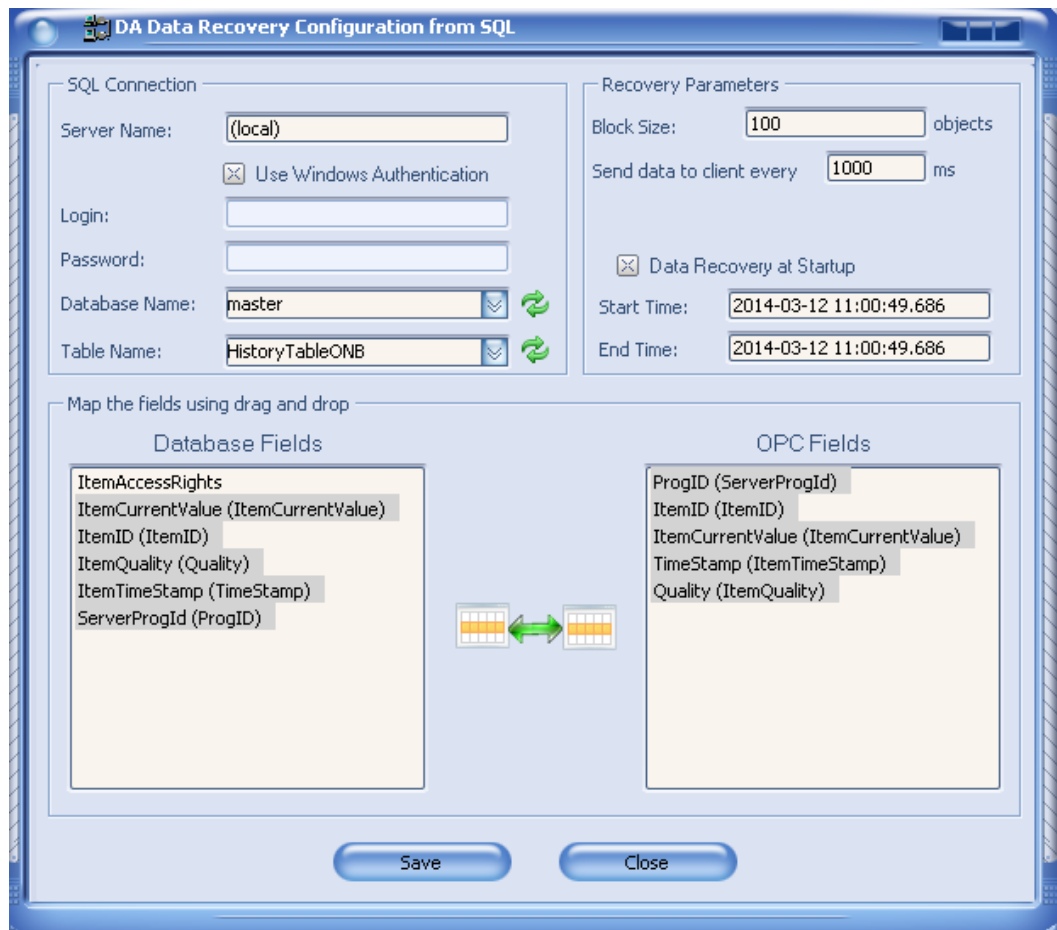 DA Data Recovery Configuration from SQL
SQL Connection
Server Name: (local)
Use Windows Authentication
Login:
Password:
Database Name: master
Table Name: HistoryTableONB
Recovery Parameters
Block Size: 100 objects
Send data to client every 1000 ms
Data Recovery at Startup
Start Time: 2014-03-12 11:00:49.686
End Time: 2014-03-12 11:00:49.686
Map the fields using drag and drop
Database Fields
ItemAccessRights
ItemCurrentValue (ItemCurrentValue)
ItemID (ItemID)
ItemQuality (Quality)
ItemTimeStamp (TimeStamp)
ServerProgId (ProgID)
OPC Fields
ProgID (ServerProgId)
ItemID (ItemID)
ItemCurrentValue (ItemCurrentValue)
TimeStamp (ItemTimeStamp)
Quality (ItemQuality)
Save
Close